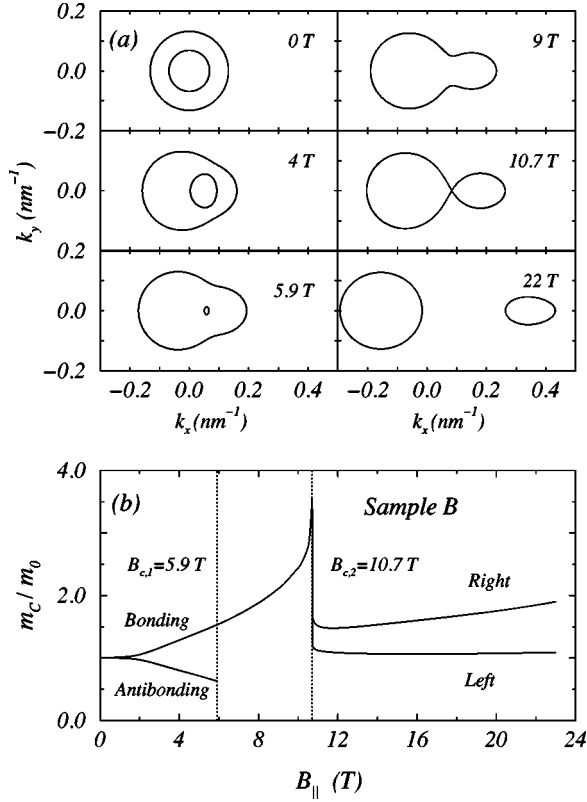 (a)
0 T
9 T
4 T
10.7 T
5.9 T
22 T
0.2
0.0
−0.2
0.2
0.0
−0.2
0.2
0.0
−0.2
k_y (nm⁻¹)
−0.2 0.0 0.2 0.4
−0.2 0.0 0.2 0.4
k_x (nm⁻¹)
k_x (nm⁻¹)
(b)
Sample B
B_{c,1}=5.9 T
B_{c,2}=10.7 T
Bonding
Antibonding
Right
Left
4.0
2.0
0.0
m_C / m_0
0 4 8 12 16 20 24
B_{||} (T)